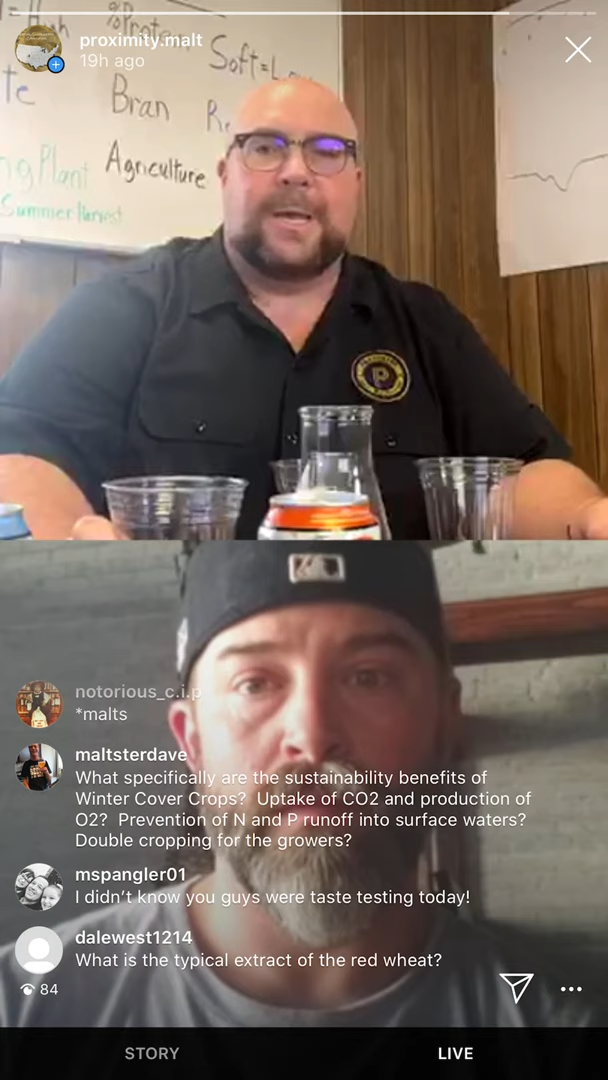 proximity.malt
19h ago
%Protein
Soft=L
te
Bran
ng Plant
Agriculture
Summer Harvest
P
notorious_c.i.p
*malts
maltsterdave
What specifically are the sustainability benefits of
Winter Cover Crops? Uptake of CO2 and production of
O2? Prevention of N and P runoff into surface waters?
Double cropping for the growers?
mspangler01
I didn’t know you guys were taste testing today!
dalewest1214
What is the typical extract of the red wheat?
84
STORY
LIVE